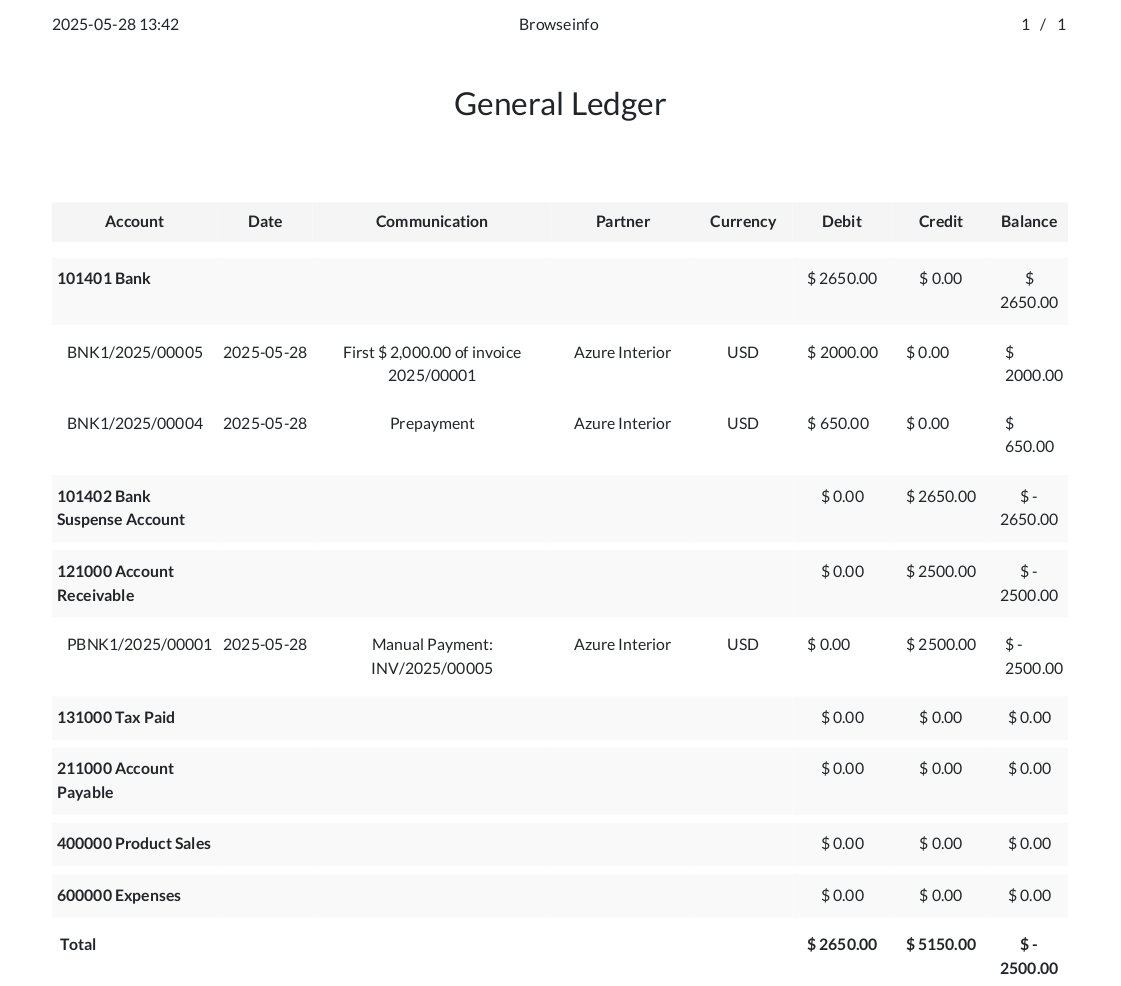 2025-05-28 13:42 Browseinfo 1 / 1
General Ledger
Account Date Communication Partner Currency Debit Credit Balance
101401 Bank $ 2650.00 $ 0.00 $
2650.00
BNK1/2025/00005 2025-05-28 First $ 2,000.00 of invoice Azure Interior USD $ 2000.00 $ 0.00 $
2025/00001 2000.00
BNK1/2025/00004 2025-05-28 Prepayment Azure Interior USD $ 650.00 $ 0.00 $
650.00
101402 Bank $ 0.00 $ 2650.00 $ -
Suspense Account 2650.00
121000 Account $ 0.00 $ 2500.00 $ -
Receivable 2500.00
PBNK1/2025/00001 2025-05-28 Manual Payment: Azure Interior USD $ 0.00 $ 2500.00 $ -
INV/2025/00005 2500.00
131000 Tax Paid $ 0.00 $ 0.00 $ 0.00
211000 Account $ 0.00 $ 0.00 $ 0.00
Payable
400000 Product Sales $ 0.00 $ 0.00 $ 0.00
600000 Expenses $ 0.00 $ 0.00 $ 0.00
Total $ 2650.00 $ 5150.00 $ -
2500.00